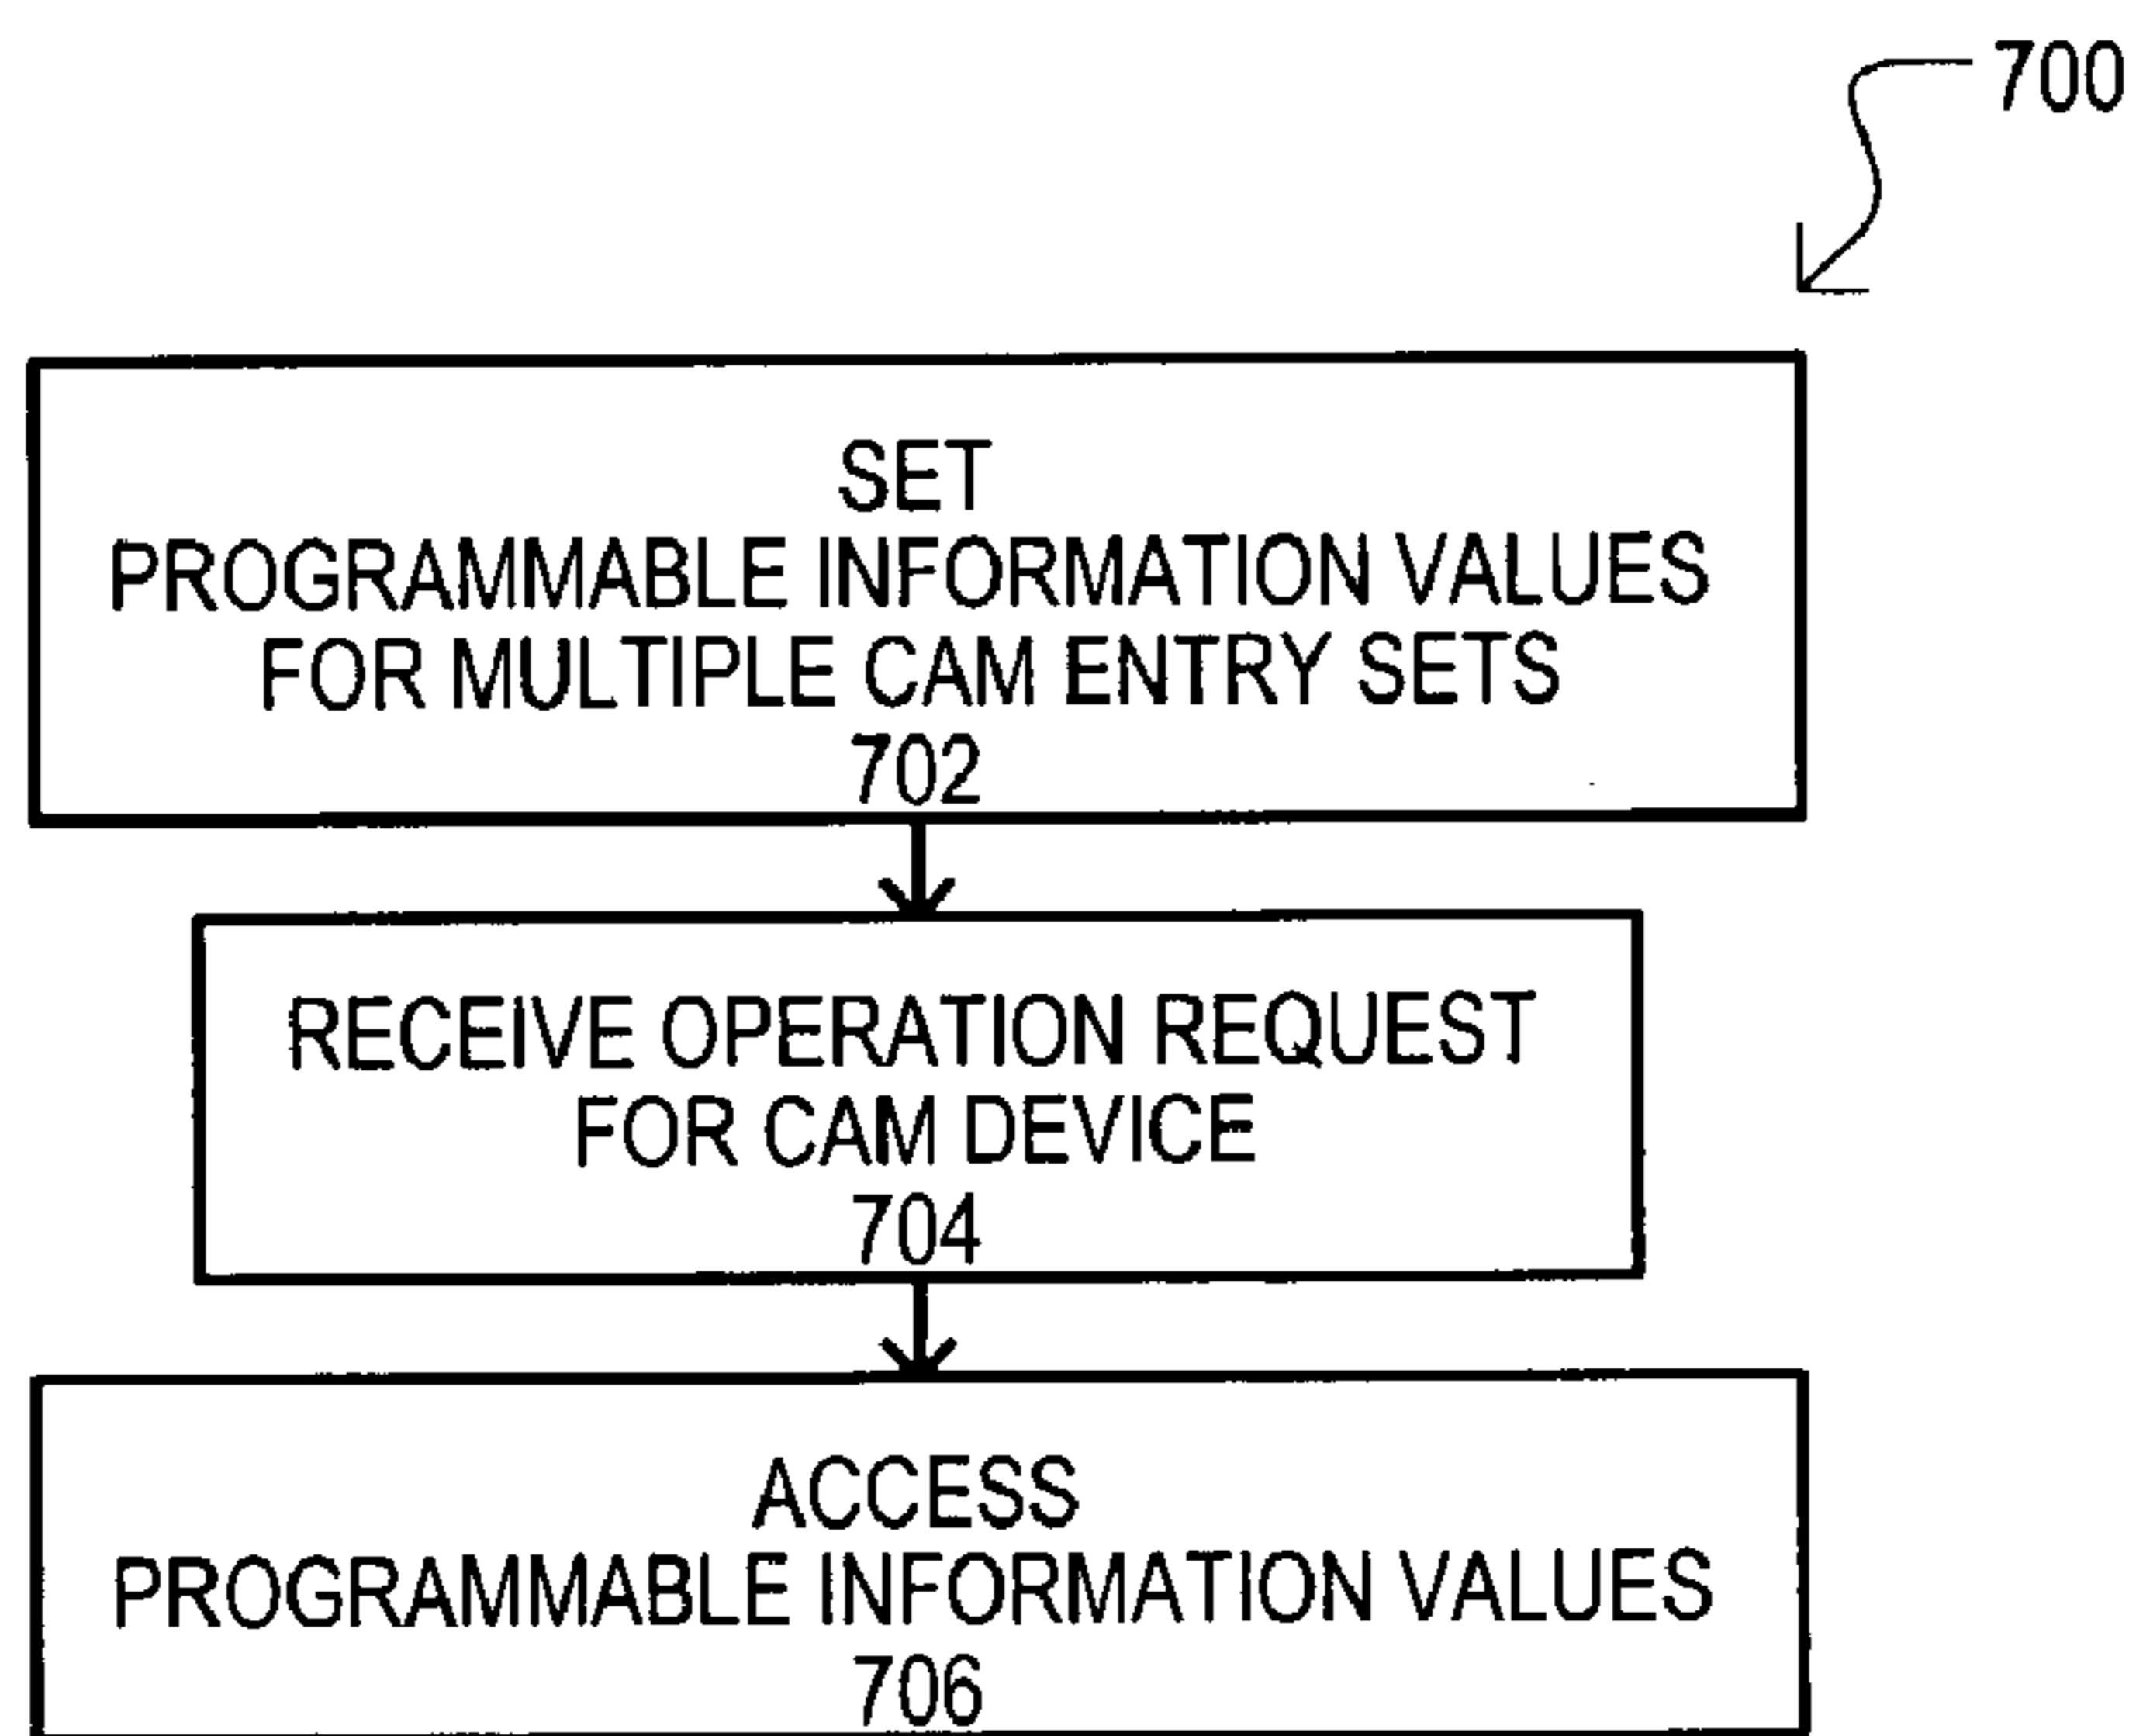 700
SET
PROGRAMMABLE INFORMATION VALUES
FOR MULTIPLE CAM ENTRY SETS
702
RECEIVE OPERATION REQUEST
FOR CAM DEVICE
704
ACCESS
PROGRAMMABLE INFORMATION VALUES
706